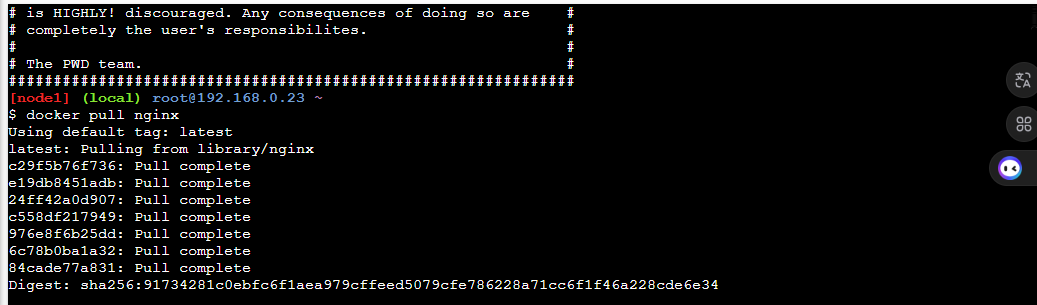 # is HIGHLY! discouraged. Any consequences of doing so are #
# completely the user's responsibilites. #
# #
# The PWD team. #
###############################################################
[node1] (local) root@192.168.0.23 ~
$ docker pull nginx
Using default tag: latest
latest: Pulling from library/nginx
c29f5b76f736: Pull complete
e19db8451adb: Pull complete
24ff42a0d907: Pull complete
c558df217949: Pull complete
976e8f6b25dd: Pull complete
6c78b0ba1a32: Pull complete
84cade77a831: Pull complete
Digest: sha256:91734281c0ebfc6f1aea979cffeed5079cfe786228a71cc6f1f46a228cde6e34